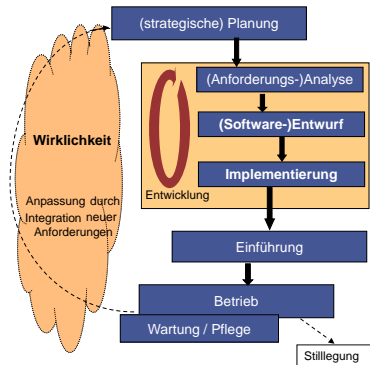 (strategische) Planung
(Anforderungs-)Analyse
(Software-)Entwurf
Implementierung
Entwicklung
Wirklichkeit
Anpassung durch
Integration neuer
Anforderungen
Einführung
Betrieb
Wartung / Pflege
Stilllegung